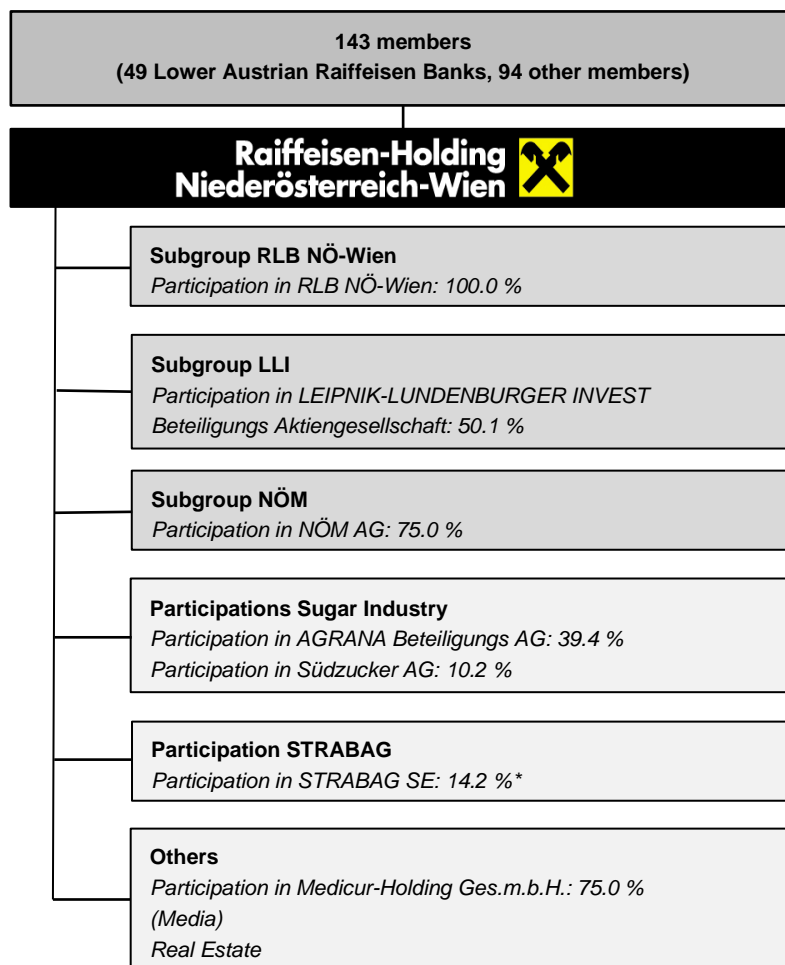 143 members
(49 Lower Austrian Raiffeisen Banks, 94 other members)
Raiffeisen-Holding
Niederösterreich-Wien
Subgroup RLB NÖ-Wien
Participation in RLB NÖ-Wien: 100.0 %
Subgroup LLI
Participation in LEIPNIK-LUNDENBURGER INVEST
Beteiligungs Aktiengesellschaft: 50.1 %
Subgroup NÖM
Participation in NÖM AG: 75.0 %
Participations Sugar Industry
Participation in AGRANA Beteiligungs AG: 39.4 %
Participation in Südzucker AG: 10.2 %
Participation STRABAG
Participation in STRABAG SE: 14.2 %*
Others
Participation in Medicur-Holding Ges.m.b.H.: 75.0 %
(Media)
Real Estate